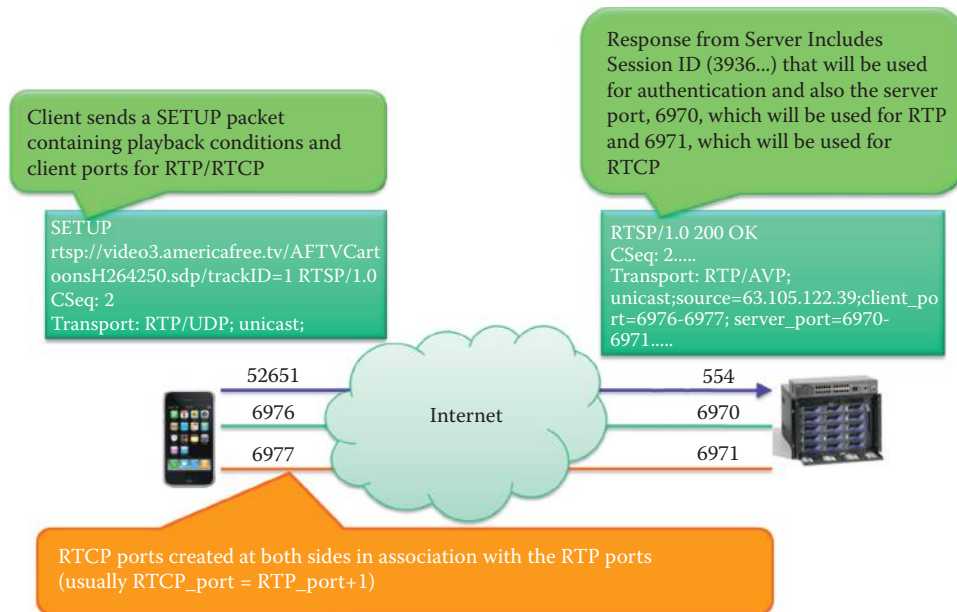 Response from Server Includes
Session ID (3936...) that will be used
for authentication and also the server
port, 6970, which will be used for RTP
and 6971, which will be used for
RTCP
Client sends a SETUP packet
containing playback conditions and
client ports for RTP/RTCP
SETUP
rtsp://video3.americafree.tv/AFTVCart
oonsH264250.sdp/trackID=1 RTSP/1.0
CSeq: 2
Transport: RTP/UDP; unicast;
RTSP/1.0 200 OK
CSeq: 2.....
Transport: RTP/AVP;
unicast;source=63.105.122.39;client_po
rt=6976-6977; server_port=6970-
6971.....
52651
554
6976
Internet
6970
6977
6971
RTCP ports created at both sides in association with the RTP ports
(usually RTCP_port = RTP_port+1)